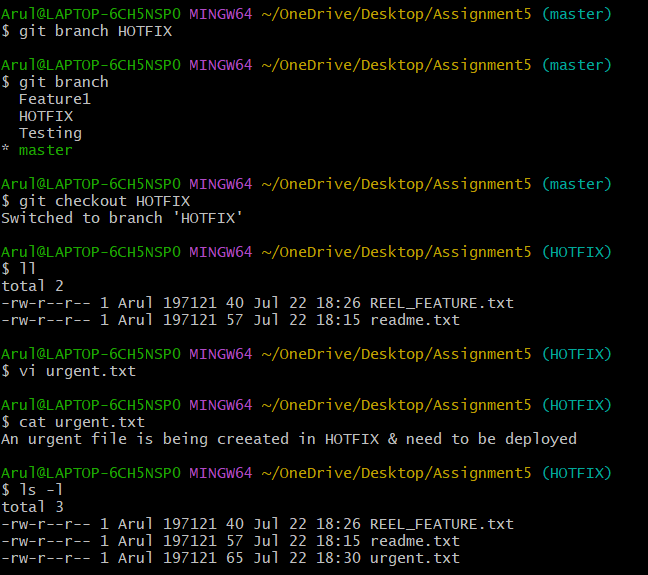 Arul@LAPTOP-6CH5NSP0 MINGW64 ~/OneDrive/Desktop/Assignment5 (master)
$ git branch HOTFIX
Arul@LAPTOP-6CH5NSP0 MINGW64 ~/OneDrive/Desktop/Assignment5 (master)
$ git branch
  Feature1
  HOTFIX
  Testing
* master
Arul@LAPTOP-6CH5NSP0 MINGW64 ~/OneDrive/Desktop/Assignment5 (master)
$ git checkout HOTFIX
Switched to branch 'HOTFIX'
Arul@LAPTOP-6CH5NSP0 MINGW64 ~/OneDrive/Desktop/Assignment5 (HOTFIX)
$ ll
total 2
-rw-r--r-- 1 Arul 197121 40 Jul 22 18:26 REEL_FEATURE.txt
-rw-r--r-- 1 Arul 197121 57 Jul 22 18:15 readme.txt
Arul@LAPTOP-6CH5NSP0 MINGW64 ~/OneDrive/Desktop/Assignment5 (HOTFIX)
$ vi urgent.txt
Arul@LAPTOP-6CH5NSP0 MINGW64 ~/OneDrive/Desktop/Assignment5 (HOTFIX)
$ cat urgent.txt
An urgent file is being creeated in HOTFIX & need to be deployed
Arul@LAPTOP-6CH5NSP0 MINGW64 ~/OneDrive/Desktop/Assignment5 (HOTFIX)
$ ls -l
total 3
-rw-r--r-- 1 Arul 197121 40 Jul 22 18:26 REEL_FEATURE.txt
-rw-r--r-- 1 Arul 197121 57 Jul 22 18:15 readme.txt
-rw-r--r-- 1 Arul 197121 65 Jul 22 18:30 urgent.txt